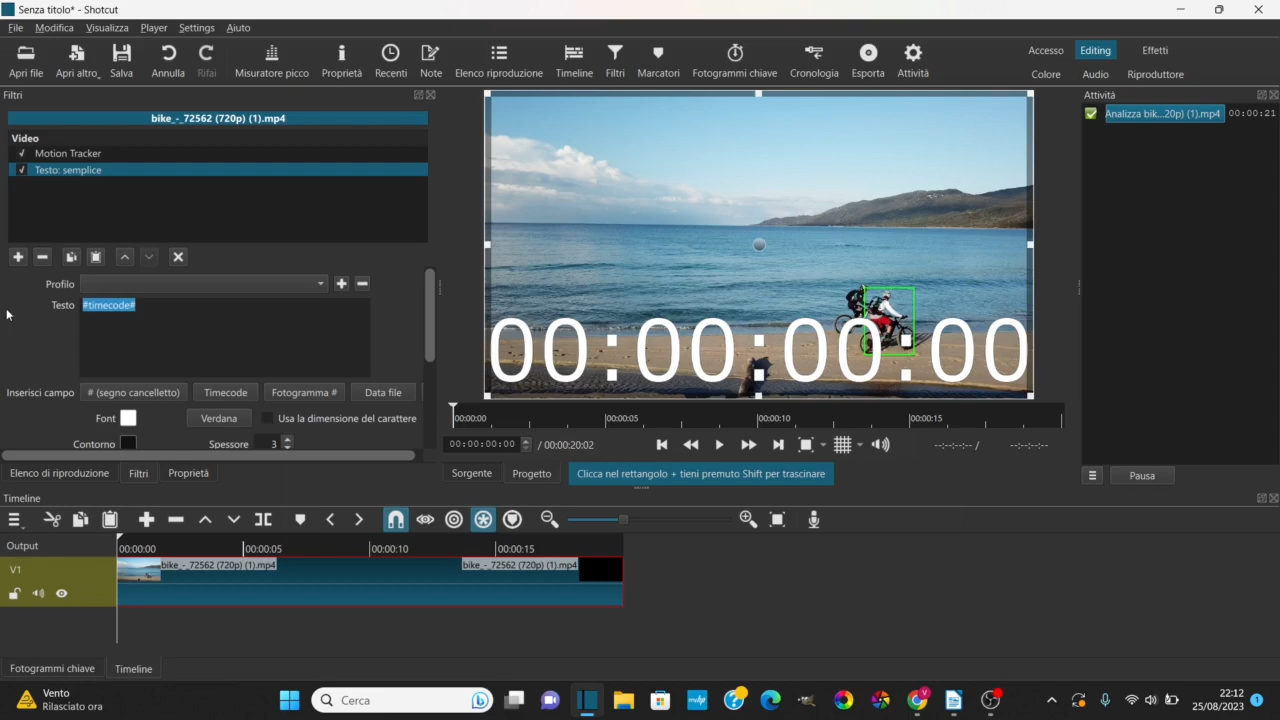 Senza titolo* - Shotcut
File Modifica Visualizza Player Settings Aiuto
Apri file Apri altro Salva Annulla Rifai Misuratore picco Proprietà Recenti Note Elenco riproduzione Timeline Filtri Marcatori Fotogrammi chiave Cronologia Esporta Attività
Accesso Editing Effetti
Colore Audio Riproduttore
Filtri
bike_-_72562 (720p) (1).mp4
Video
✓ Motion Tracker
✓ Testo: semplice
Profilo
Testo #timecode#
Inserisci campo # (segno cancelletto) Timecode Fotogramma # Data file
Font Verdana Usa la dimensione del carattere
Contorno Spessore 3
Elenco di riproduzione Filtri Proprietà
00:00:00.00
00:00:00 00:00:05 00:00:10 00:00:15
00:00:00:00 / 00:00:20:02 --:--:--:-- / --:--:--:--
Sorgente Progetto Clicca nel rettangolo + tieni premuto Shift per trascinare
Attività
Analizza bik...20p) (1).mp4 00:00:21
Pausa
Timeline
Output 00:00:00 00:00:05 00:00:10 00:00:15
V1 bike_-_72562 (720p) (1).mp4 bike_-_72562 (720p) (1).mp4
Fotogrammi chiave Timeline
Vento
Rilasciato ora
Cerca
22:12
25/08/2023
1